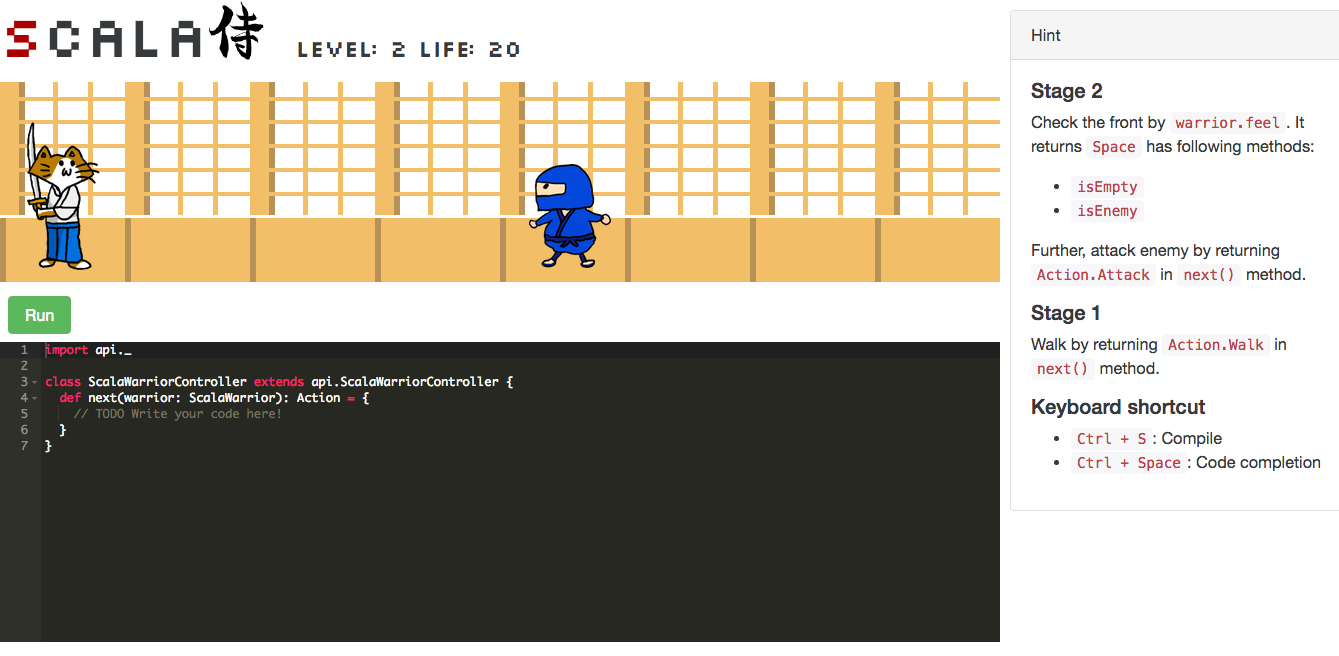 SCALA侍
LEVEL: 2 LIFE: 20
Run
1 import api._
2
3 class ScalaWarriorController extends api.ScalaWarriorController {
4 def next(warrior: ScalaWarrior): Action = {
5 // TODO Write your code here!
6 }
7 }
Hint
Stage 2
Check the front by warrior.feel . It
returns Space has following methods:
• isEmpty
• isEnemy
Further, attack enemy by returning
Action.Attack in next() method.
Stage 1
Walk by returning Action.Walk in
next() method.
Keyboard shortcut
• Ctrl + S : Compile
• Ctrl + Space : Code completion